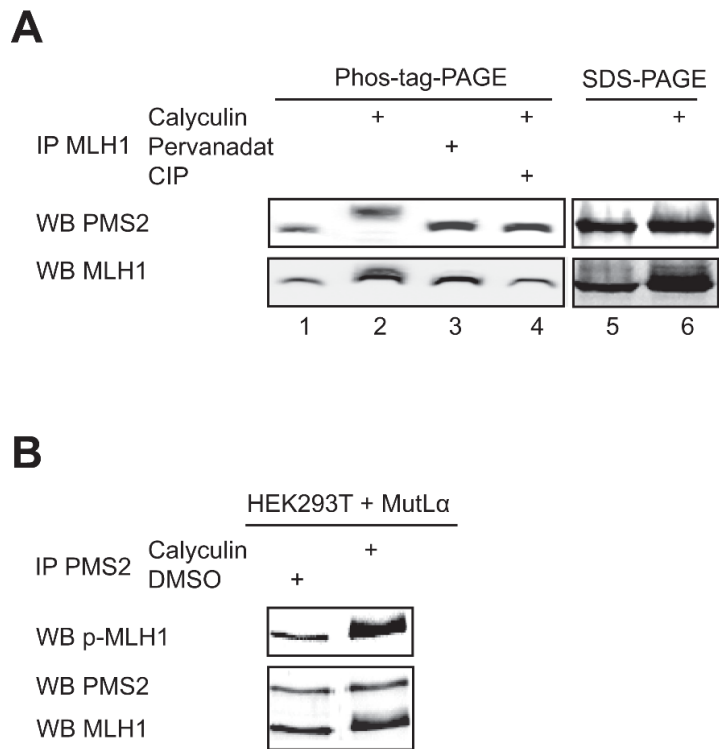 A
Phos-tag-PAGE SDS-PAGE
Calyculin + + +
IP MLH1 Pervanadat +
CIP +
WB PMS2
WB MLH1
1 2 3 4 5 6
B
HEK293T + MutLα
Calyculin +
IP PMS2 DMSO +
WB p-MLH1
WB PMS2
WB MLH1